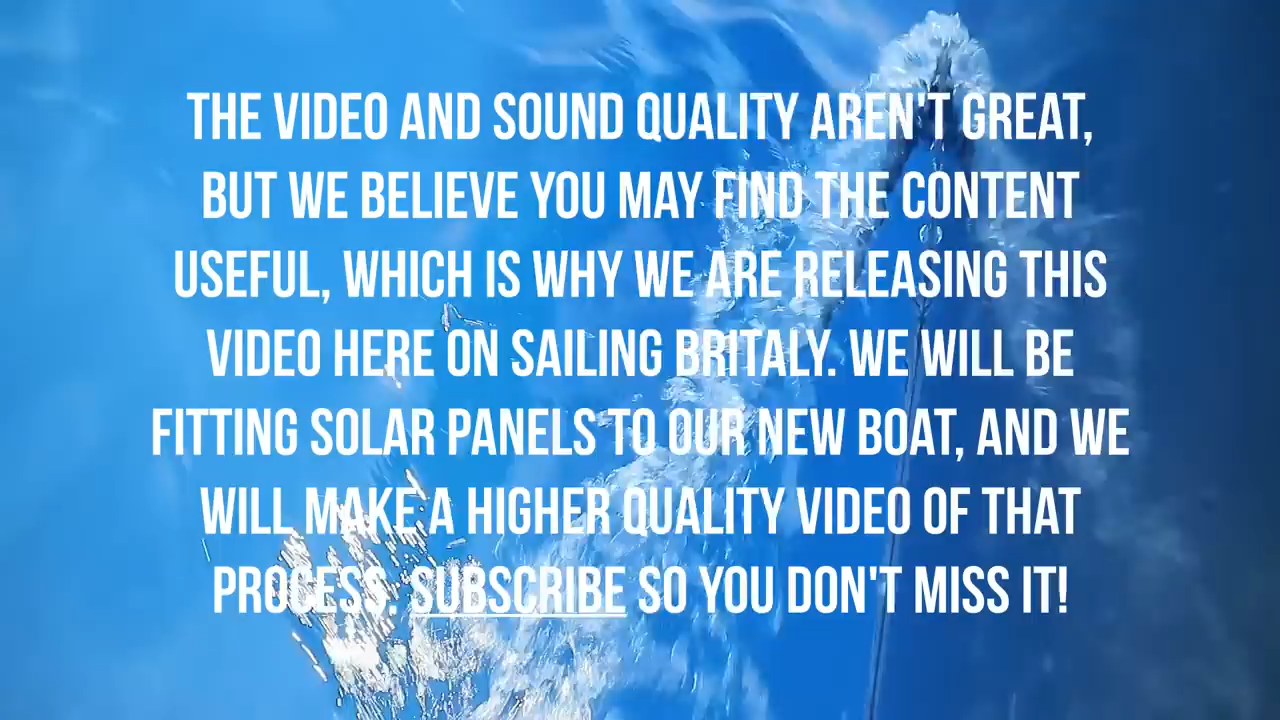 THE VIDEO AND SOUND QUALITY AREN'T GREAT,
BUT WE BELIEVE YOU MAY FIND THE CONTENT
USEFUL, WHICH IS WHY WE ARE RELEASING THIS
VIDEO HERE ON SAILING BRITALY. WE WILL BE
FITTING SOLAR PANELS TO OUR NEW BOAT, AND WE
WILL MAKE A HIGHER QUALITY VIDEO OF THAT
PROCESS. SUBSCRIBE SO YOU DON'T MISS IT!